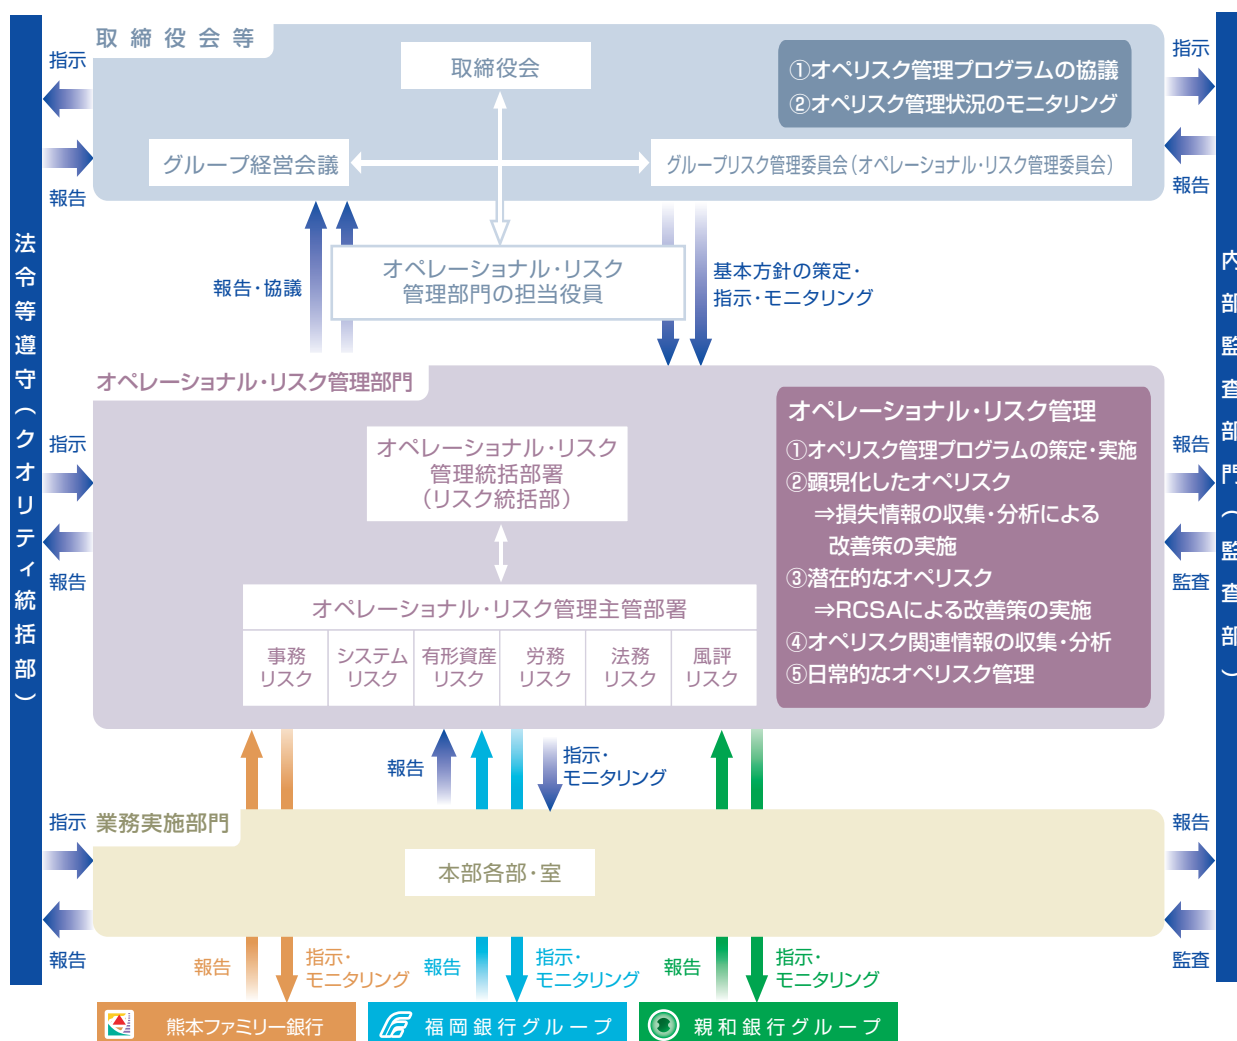 取締役会等
取締役会
①オペリスク管理プログラムの協議
②オペリスク管理状況のモニタリング
グループ経営会議
グループリスク管理委員会（オペレーショナル・リスク管理委員会）
指示
報告
指示
報告
法令等遵守（クオリティ統括部）
内部監査部門（監査部）
報告・協議
オペレーショナル・リスク
管理部門の担当役員
基本方針の策定・
指示・モニタリング
オペレーショナル・リスク管理部門
オペレーショナル・リスク
管理統括部署
（リスク統括部）
オペレーショナル・リスク管理
①オペリスク管理プログラムの策定・実施
②顕現化したオペリスク
⇒損失情報の収集・分析による
改善策の実施
③潜在的なオペリスク
⇒RCSAによる改善策の実施
④オペリスク関連情報の収集・分析
⑤日常的なオペリスク管理
指示
報告
報告
監査
オペレーショナル・リスク管理主管部署
事務
リスク
システム
リスク
有形資産
リスク
労務
リスク
法務
リスク
風評
リスク
報告
指示・
モニタリング
業務実施部門
本部各部・室
指示
報告
報告
監査
報告
指示・
モニタリング
報告
指示・
モニタリング
報告
指示・
モニタリング
熊本ファミリー銀行
福岡銀行グループ
親和銀行グループ